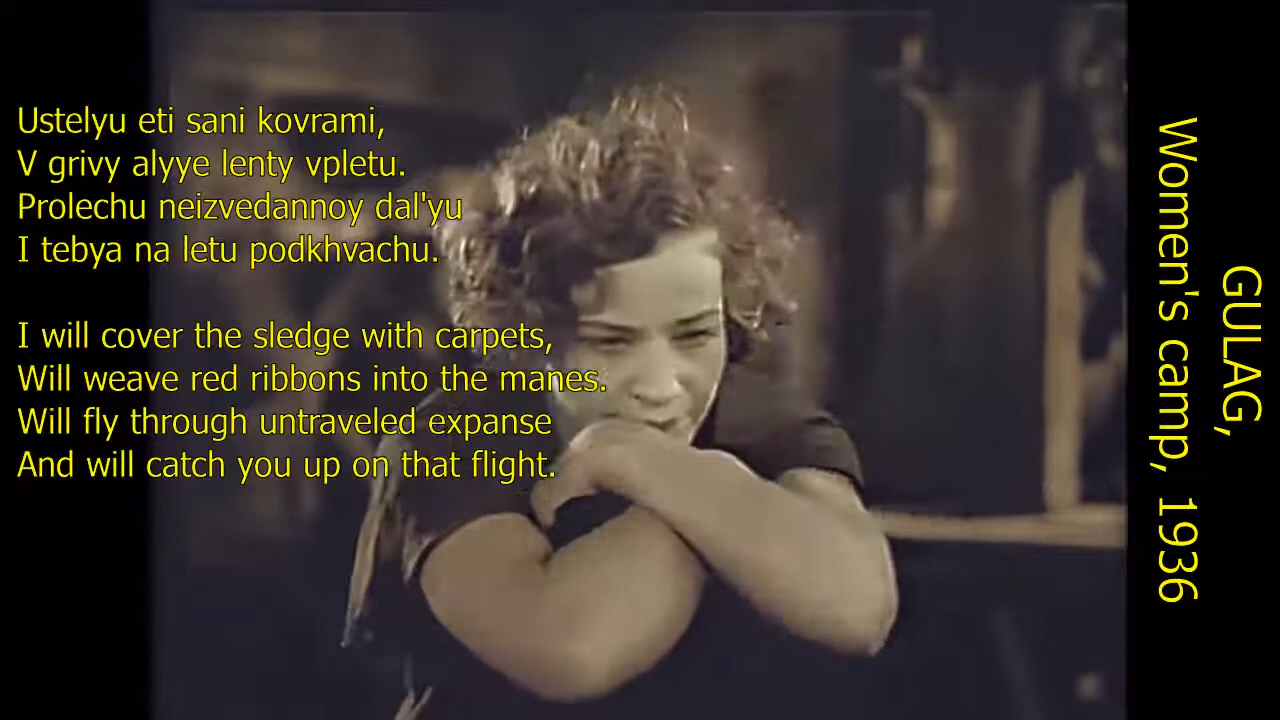 Ustelyu eti sani kovrami,
V grivy alyye lenty vpletu.
Prolechu neizvedannoy dal'yu
I tebya na letu podkhvachu.
I will cover the sledge with carpets,
Will weave red ribbons into the manes.
Will fly through untraveled expanse
And will catch you up on that flight.
GULAG,
Women's camp, 1936